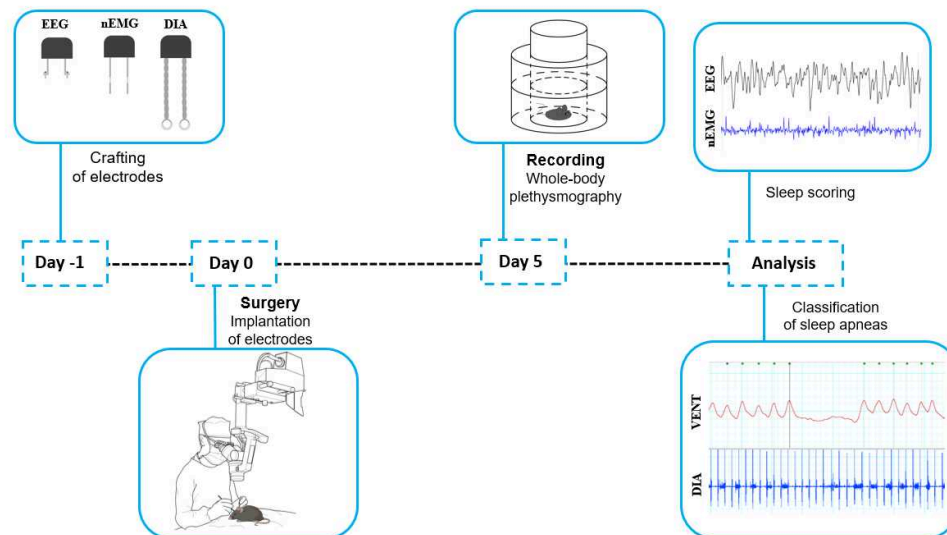 EEG nEMG DIA
Crafting
of electrodes
Recording
Whole-body
plethysmography
EEG
nEMG
Sleep scoring
Day -1
Day 0
Day 5
Analysis
Surgery
Implantation
of electrodes
Classification
of sleep apneas
VENT
DIA